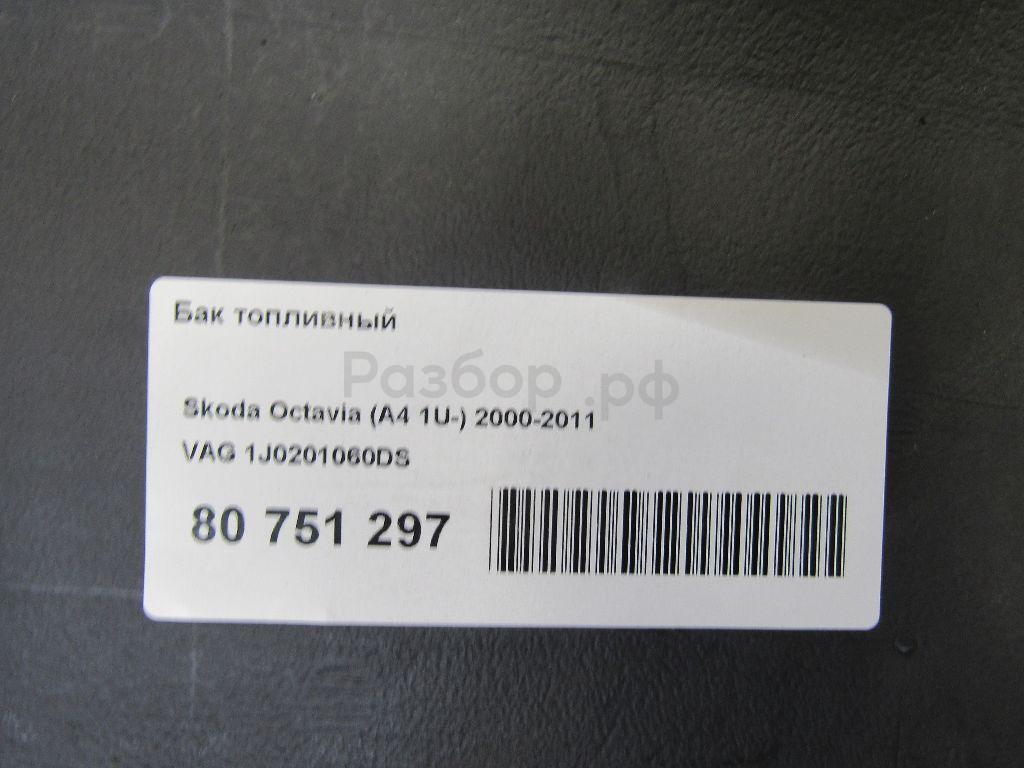 Бак топливный
Разбор.рф
Skoda Octavia (A4 1U-) 2000-2011
VAG 1J0201060DS
80 751 297